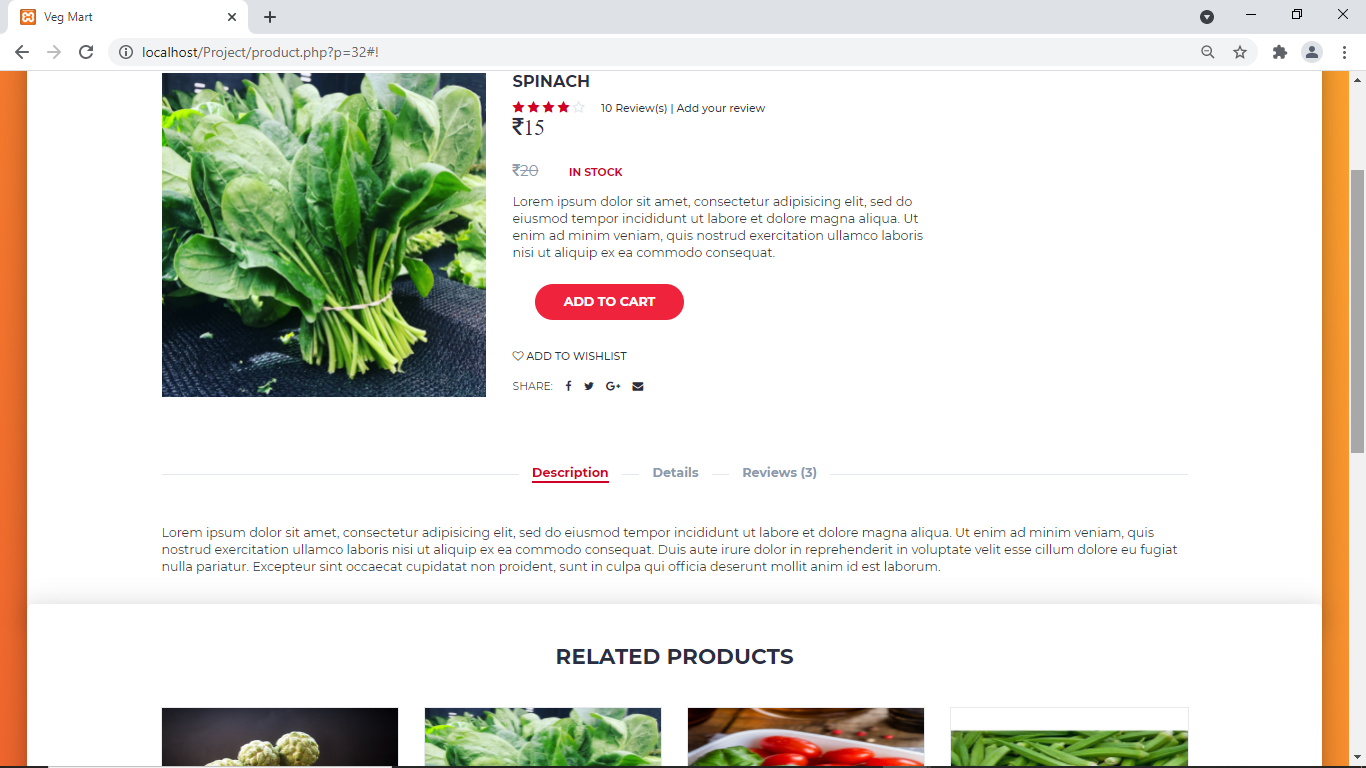 Veg Mart
localhost/Project/product.php?p=32#!
SPINACH
10 Review(s) | Add your review
₹15
₹20 IN STOCK
Lorem ipsum dolor sit amet, consectetur adipisicing elit, sed do
eiusmod tempor incididunt ut labore et dolore magna aliqua. Ut
enim ad minim veniam, quis nostrud exercitation ullamco laboris
nisi ut aliquip ex ea commodo consequat.
ADD TO CART
ADD TO WISHLIST
SHARE:
Description Details Reviews (3)
Lorem ipsum dolor sit amet, consectetur adipisicing elit, sed do eiusmod tempor incididunt ut labore et dolore magna aliqua. Ut enim ad minim veniam, quis
nostrud exercitation ullamco laboris nisi ut aliquip ex ea commodo consequat. Duis aute irure dolor in reprehenderit in voluptate velit esse cillum dolore eu fugiat
nulla pariatur. Excepteur sint occaecat cupidatat non proident, sunt in culpa qui officia deserunt mollit anim id est laborum.
RELATED PRODUCTS